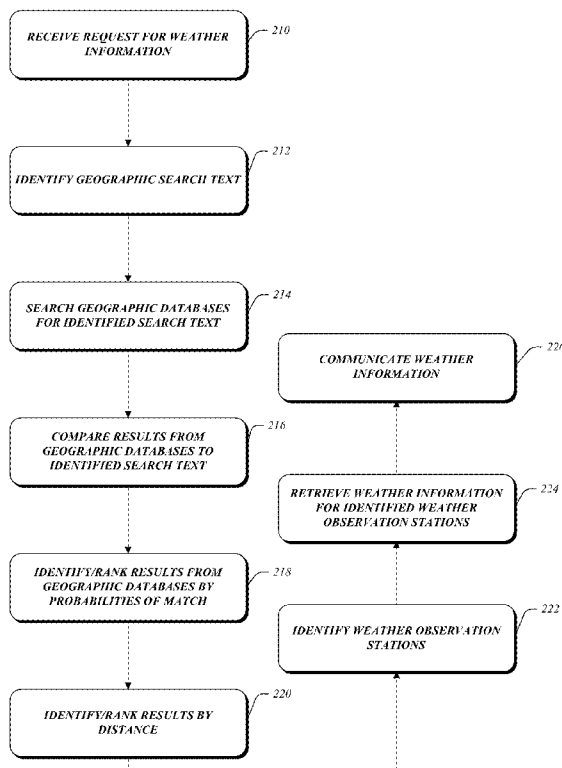 RECEIVE REQUEST FOR WEATHER
INFORMATION
210
IDENTIFY GEOGRAPHIC SEARCH TEXT
212
SEARCH GEOGRAPHIC DATABASES
FOR IDENTIFIED SEARCH TEXT
214
COMPARE RESULTS FROM
GEOGRAPHIC DATABASES TO
IDENTIFIED SEARCH TEXT
216
IDENTIFY/RANK RESULTS FROM
GEOGRAPHIC DATABASES BY
PROBABILITIES OF MATCH
218
IDENTIFY/RANK RESULTS BY
DISTANCE
220
IDENTIFY WEATHER OBSERVATION
STATIONS
222
RETRIEVE WEATHER INFORMATION
FOR IDENTIFIED WEATHER
OBSERVATION STATIONS
224
COMMUNICATE WEATHER
INFORMATION